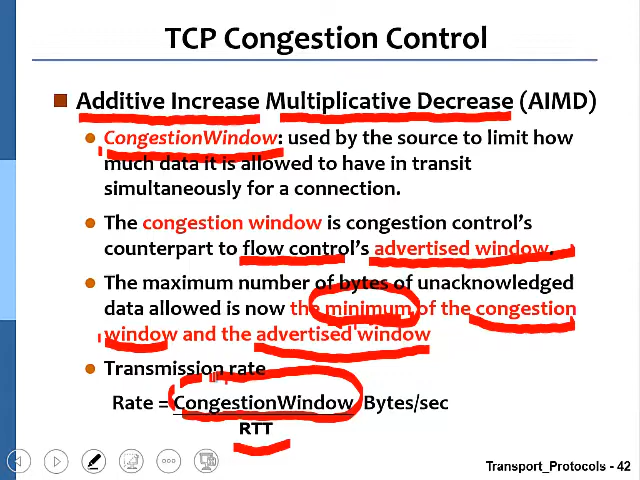 TCP Congestion Control
Additive Increase Multiplicative Decrease (AIMD)
CongestionWindow: used by the source to limit how
much data it is allowed to have in transit
simultaneously for a connection.
The congestion window is congestion control's
counterpart to flow control's advertised window.
The maximum number of bytes of unacknowledged
data allowed is now the minimum of the congestion
window and the advertised window
Transmission rate
Rate = CongestionWindow Bytes/sec
RTT
Transport_Protocols - 42